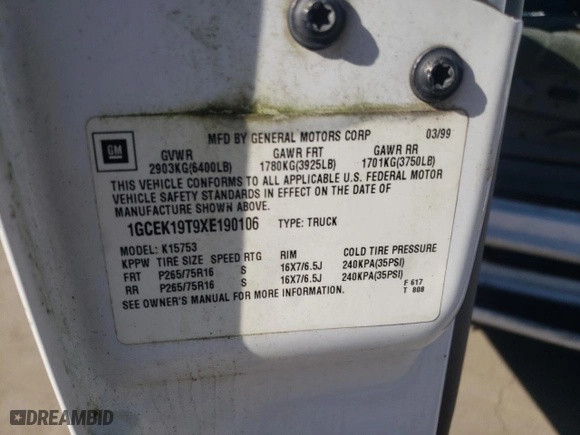 MFD BY GENERAL MOTORS CORP 03/99
GM
GVWR GAWR FRT GAWR RR
2903KG(6400LB) 1780KG(3925LB) 1701KG(3750LB)
THIS VEHICLE CONFORMS TO ALL APPLICABLE U.S. FEDERAL MOTOR
VEHICLE SAFETY STANDARDS IN EFFECT ON THE DATE OF
MANUFACTURE SHOWN ABOVE.
1GCEK19T9XE190106 TYPE: TRUCK
MODEL: K15753
KPPW TIRE SIZE SPEED RTG RIM COLD TIRE PRESSURE
FRT P265/75R16 S 16X7/6.5J 240KPA(35PSI)
RR P265/75R16 S 16X7/6.5J 240KPA(35PSI)
F 617
T 808
SEE OWNER'S MANUAL FOR MORE INFORMATION.
DREAMBID